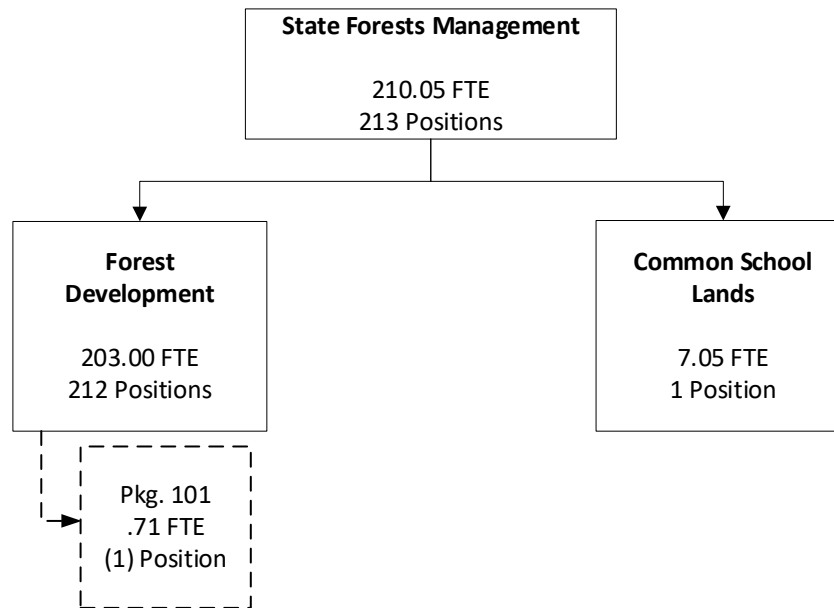 State Forests Management
210.05 FTE
213 Positions
Forest
Development
203.00 FTE
212 Positions
Common School
Lands
7.05 FTE
1 Position
Pkg. 101
.71 FTE
(1) Position